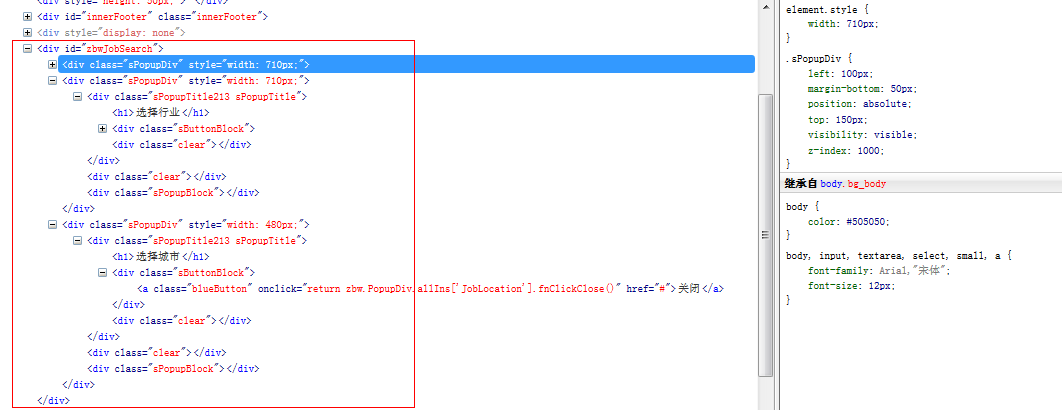 <div style="height: 50px;"> </div>
<div id="innerFooter" class="innerFooter">
<div style="display: none">
<div id="zbwJobSearch">
<div class="sPopupDiv" style="width: 710px;">
<div class="sPopupDiv" style="width: 710px;">
<div class="sPopupTitle213 sPopupTitle">
<h1>选择行业</h1>
<div class="sButtonBlock">
<div class="clear"></div>
</div>
<div class="clear"></div>
<div class="sPopupBlock"></div>
</div>
<div class="sPopupDiv" style="width: 480px;">
<div class="sPopupTitle213 sPopupTitle">
<h1>选择城市</h1>
<div class="sButtonBlock">
<a class="blueButton" onclick="return zbw.PopupDiv.allIns['JobLocation'].fnClickClose()" href="#">关闭</a>
</div>
<div class="clear"></div>
</div>
<div class="clear"></div>
<div class="sPopupBlock"></div>
</div>
</div>
element.style {
width: 710px;
}
.sPopupDiv {
left: 100px;
margin-bottom: 50px;
position: absolute;
top: 150px;
visibility: visible;
z-index: 1000;
}
继承自 body.bg_body
body {
color: #505050;
}
body, input, textarea, select, small, a {
font-family: Arial,"宋体";
font-size: 12px;
}